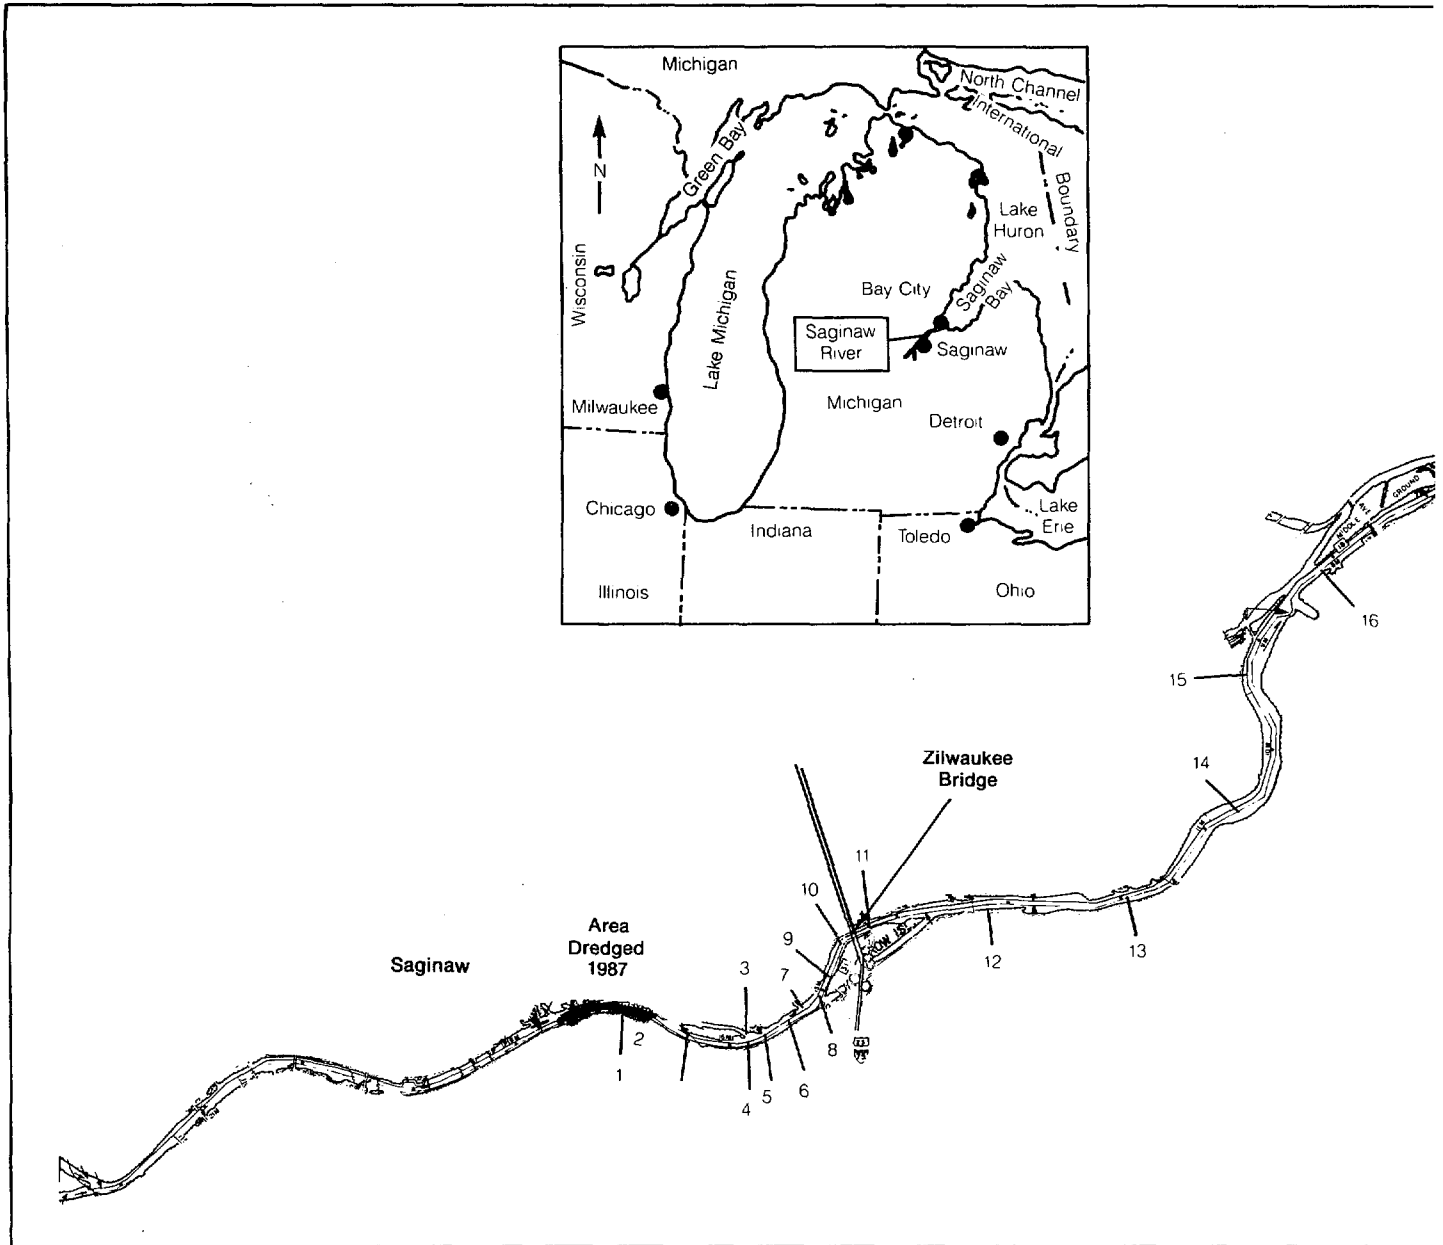 Michigan
North Channel
International
Boundary
N
Green Bay
Lake
Huron
Wisconsin
Lake Michigan
Bay City
Saginaw
Bay
Saginaw
River
Saginaw
Milwaukee
Michigan
Detroit
Chicago
Indiana
Toledo
Lake
Erie
Illinois
Ohio
MIDDLE
GROUND
16
15
14
Zilwaukee
Bridge
11
10
13
12
9
Area
Dredged
1987
Saginaw
3
7
2
8
1
6
5
4